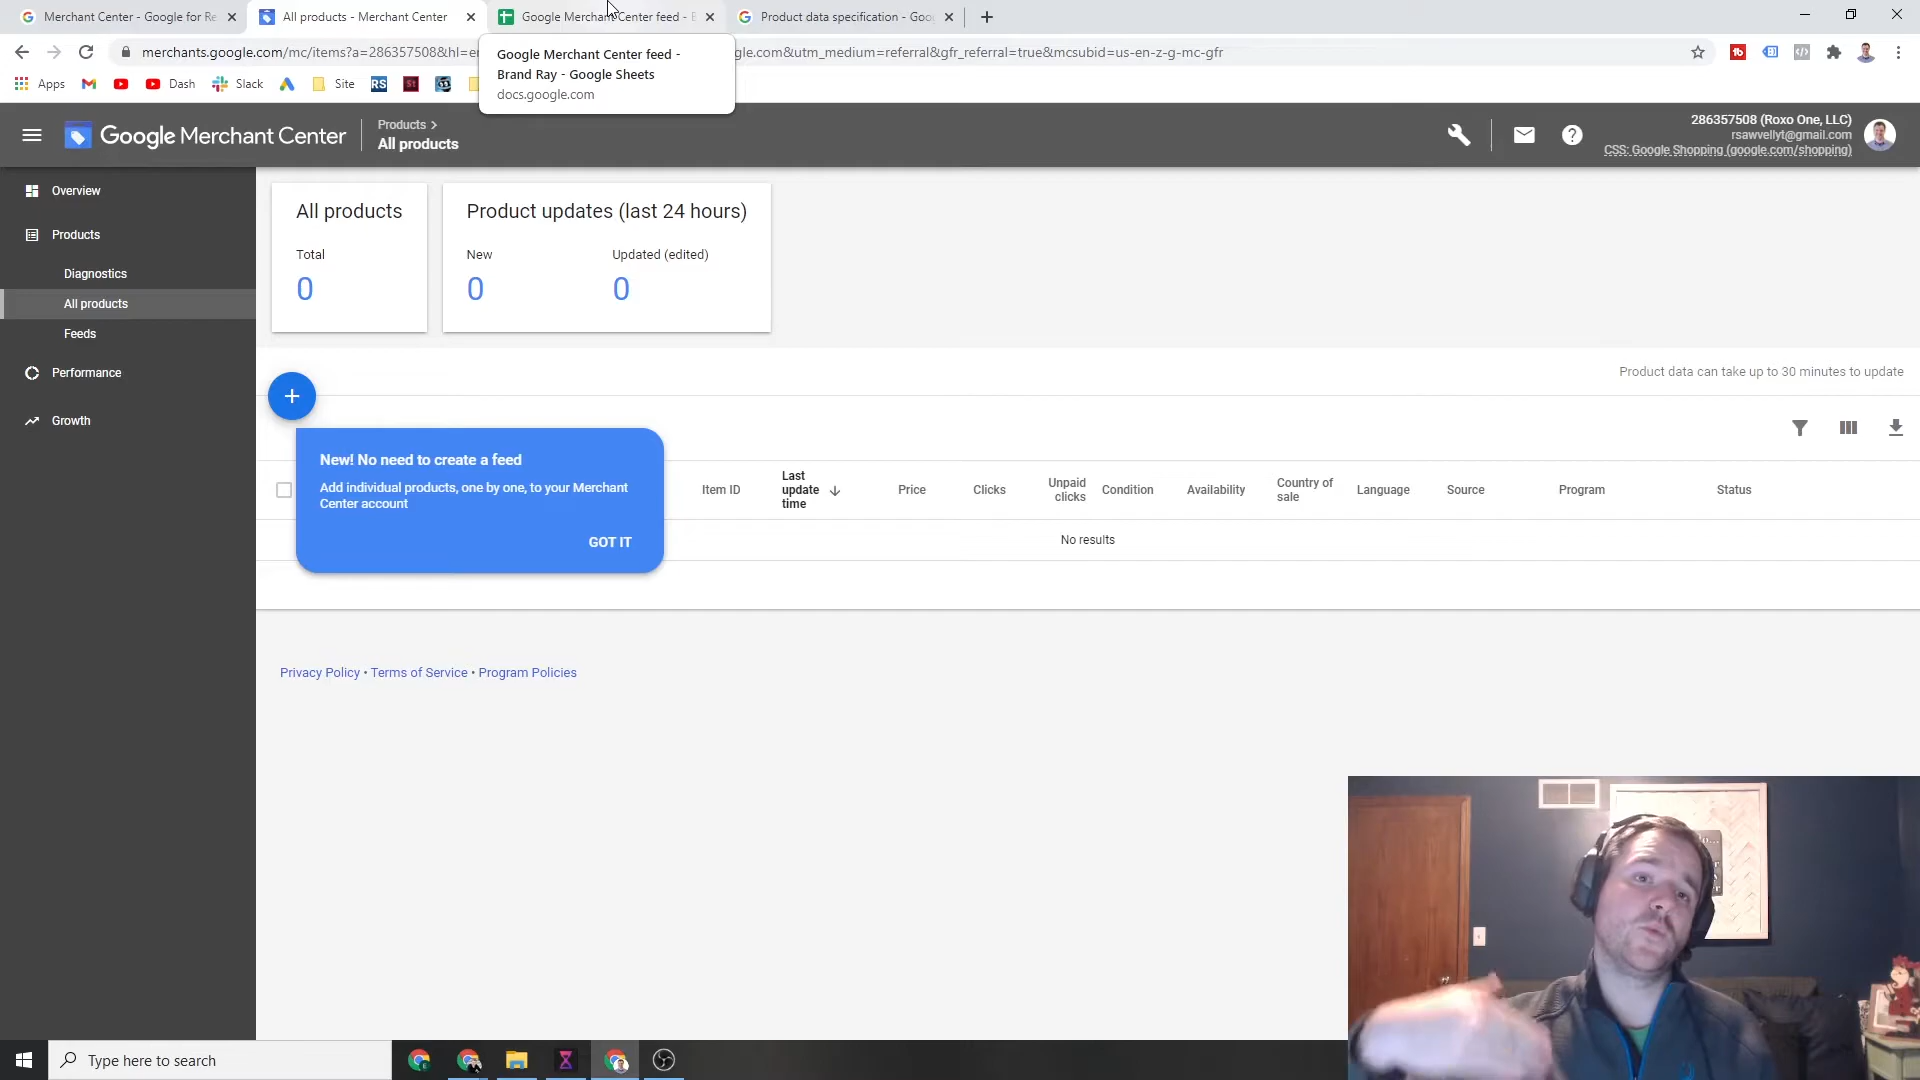 Merchant Center - Google for Re
All products - Merchant Center
Google Merchant Center feed - B
Product data specification - Goo
merchants.google.com/mc/items?a=286357508&hl=en
gle.com&utm_medium=referral&gfr_referral=true&mcsubid=us-en-z-g-mc-gfr
Google Merchant Center feed -
Brand Ray - Google Sheets
docs.google.com
Apps
Dash
Slack
Site
RS
Google Merchant Center
Products >
All products
286357508 (Roxo One, LLC)
rsawvellyt@gmail.com
CSS: Google Shopping (google.com/shopping)
Overview
Products
Diagnostics
All products
Feeds
Performance
Growth
All products
Total
0
Product updates (last 24 hours)
New
0
Updated (edited)
0
Product data can take up to 30 minutes to update
New! No need to create a feed
Add individual products, one by one, to your Merchant
Center account
GOT IT
Item ID
Last
update
time
Price
Clicks
Unpaid
clicks
Condition
Availability
Country of
sale
Language
Source
Program
Status
No results
Privacy Policy • Terms of Service • Program Policies
Type here to search